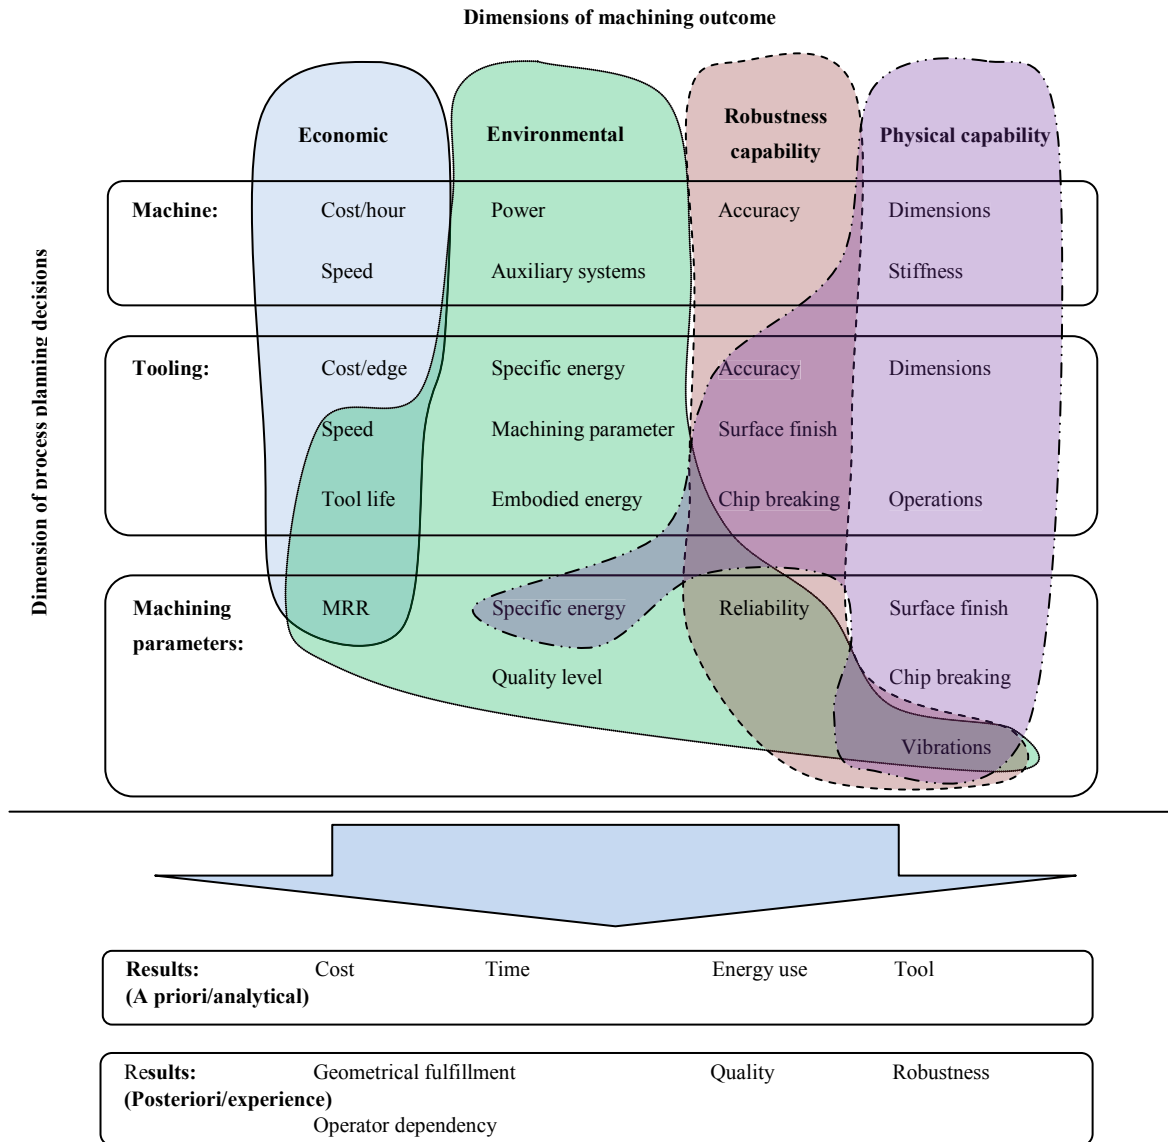 Dimensions of machining outcome
Dimension of process planning decisions
Economic Environmental Robustness capability Physical capability
Machine: Cost/hour Power Accuracy Dimensions
Speed Auxiliary systems Stiffness
Tooling: Cost/edge Specific energy Accuracy Dimensions
Speed Machining parameter Surface finish
Tool life Embodied energy Chip breaking Operations
Machining MRR Specific energy Reliability Surface finish
parameters:
Quality level Chip breaking
Vibrations
Results: Cost Time Energy use Tool
(A priori/analytical)
Results: Geometrical fulfillment Quality Robustness
(Posteriori/experience)
Operator dependency